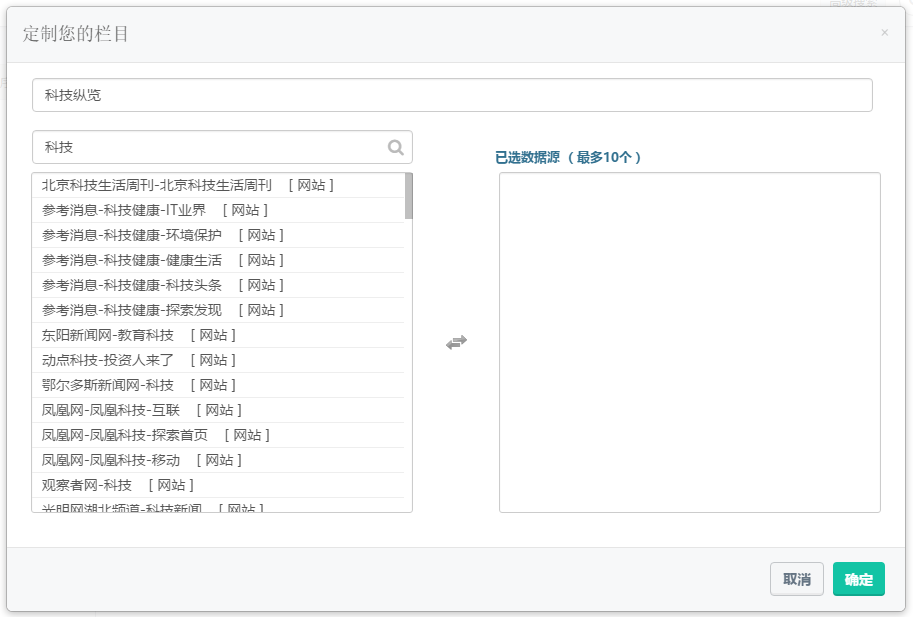 定制您的栏目
×
科技纵览
科技
已选数据源（最多10个）
北京科技生活周刊-北京科技生活周刊 [ 网站 ]
参考消息-科技健康-IT业界 [ 网站 ]
参考消息-科技健康-环境保护 [ 网站 ]
参考消息-科技健康-健康生活 [ 网站 ]
参考消息-科技健康-科技头条 [ 网站 ]
参考消息-科技健康-探索发现 [ 网站 ]
东阳新闻网-教育科技 [ 网站 ]
动点科技-投资人来了 [ 网站 ]
鄂尔多斯新闻网-科技 [ 网站 ]
凤凰网-凤凰科技-互联 [ 网站 ]
凤凰网-凤凰科技-探索首页 [ 网站 ]
凤凰网-凤凰科技-移动 [ 网站 ]
观察者网-科技 [ 网站 ]
光明网湖北频道-科技新闻 [ 网站 ]
取消
确定